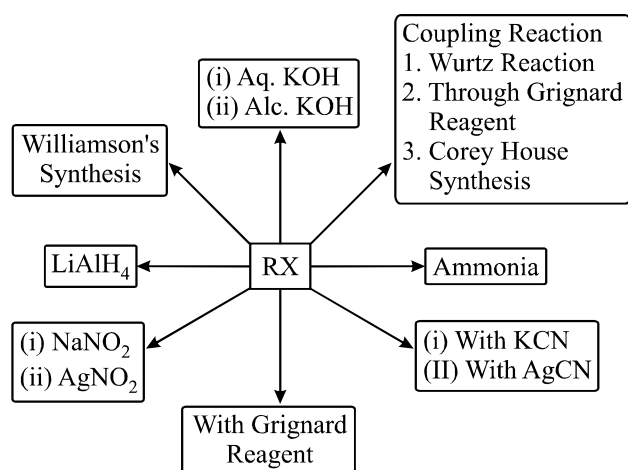 (i) Aq. KOH
(ii) Alc. KOH
Coupling Reaction
1. Wurtz Reaction
2. Through Grignard
Reagent
3. Corey House
Synthesis
Williamson's
Synthesis
LiAlH₄
RX
Ammonia
(i) NaNO₂
(ii) AgNO₂
(i) With KCN
(II) With AgCN
With Grignard
Reagent